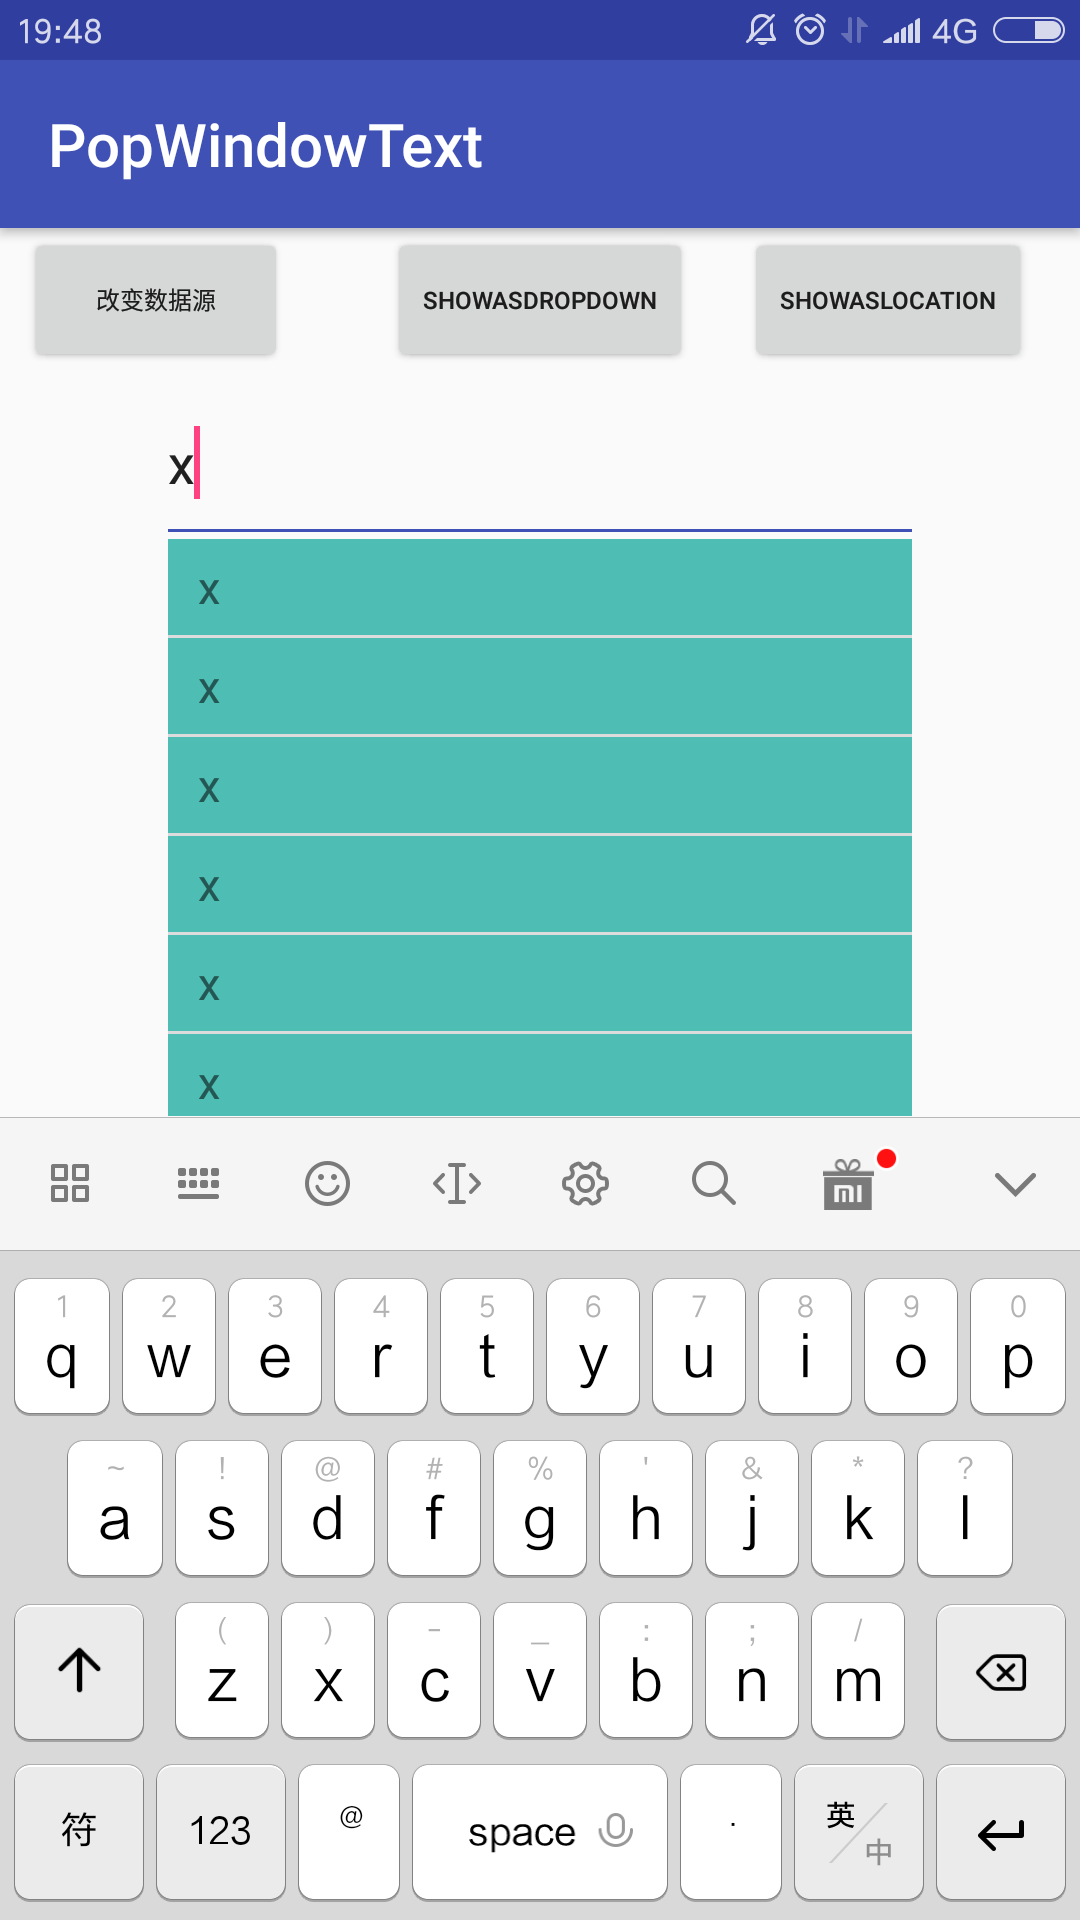 19:48 4G
PopWindowText
改变数据源 SHOWASDROPDOWN SHOWASLOCATION
x
x
x
x
x
x
x
1 2 3 4 5 6 7 8 9 0
q w e r t y u i o p
~ ! @ # % ' & * ?
a s d f g h j k l
( ) - _ : ; /
z x c v b n m
符 123 @ space . 英/中